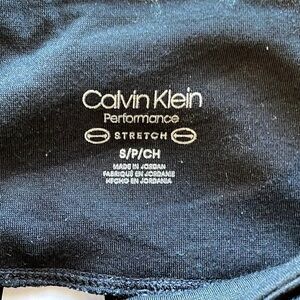 Calvin Klein
Performance
STRETCH
S/P/CH
MADE IN JORDAN
FABRIQUÉ EN JORDANIE
HECHO EN JORDANIA